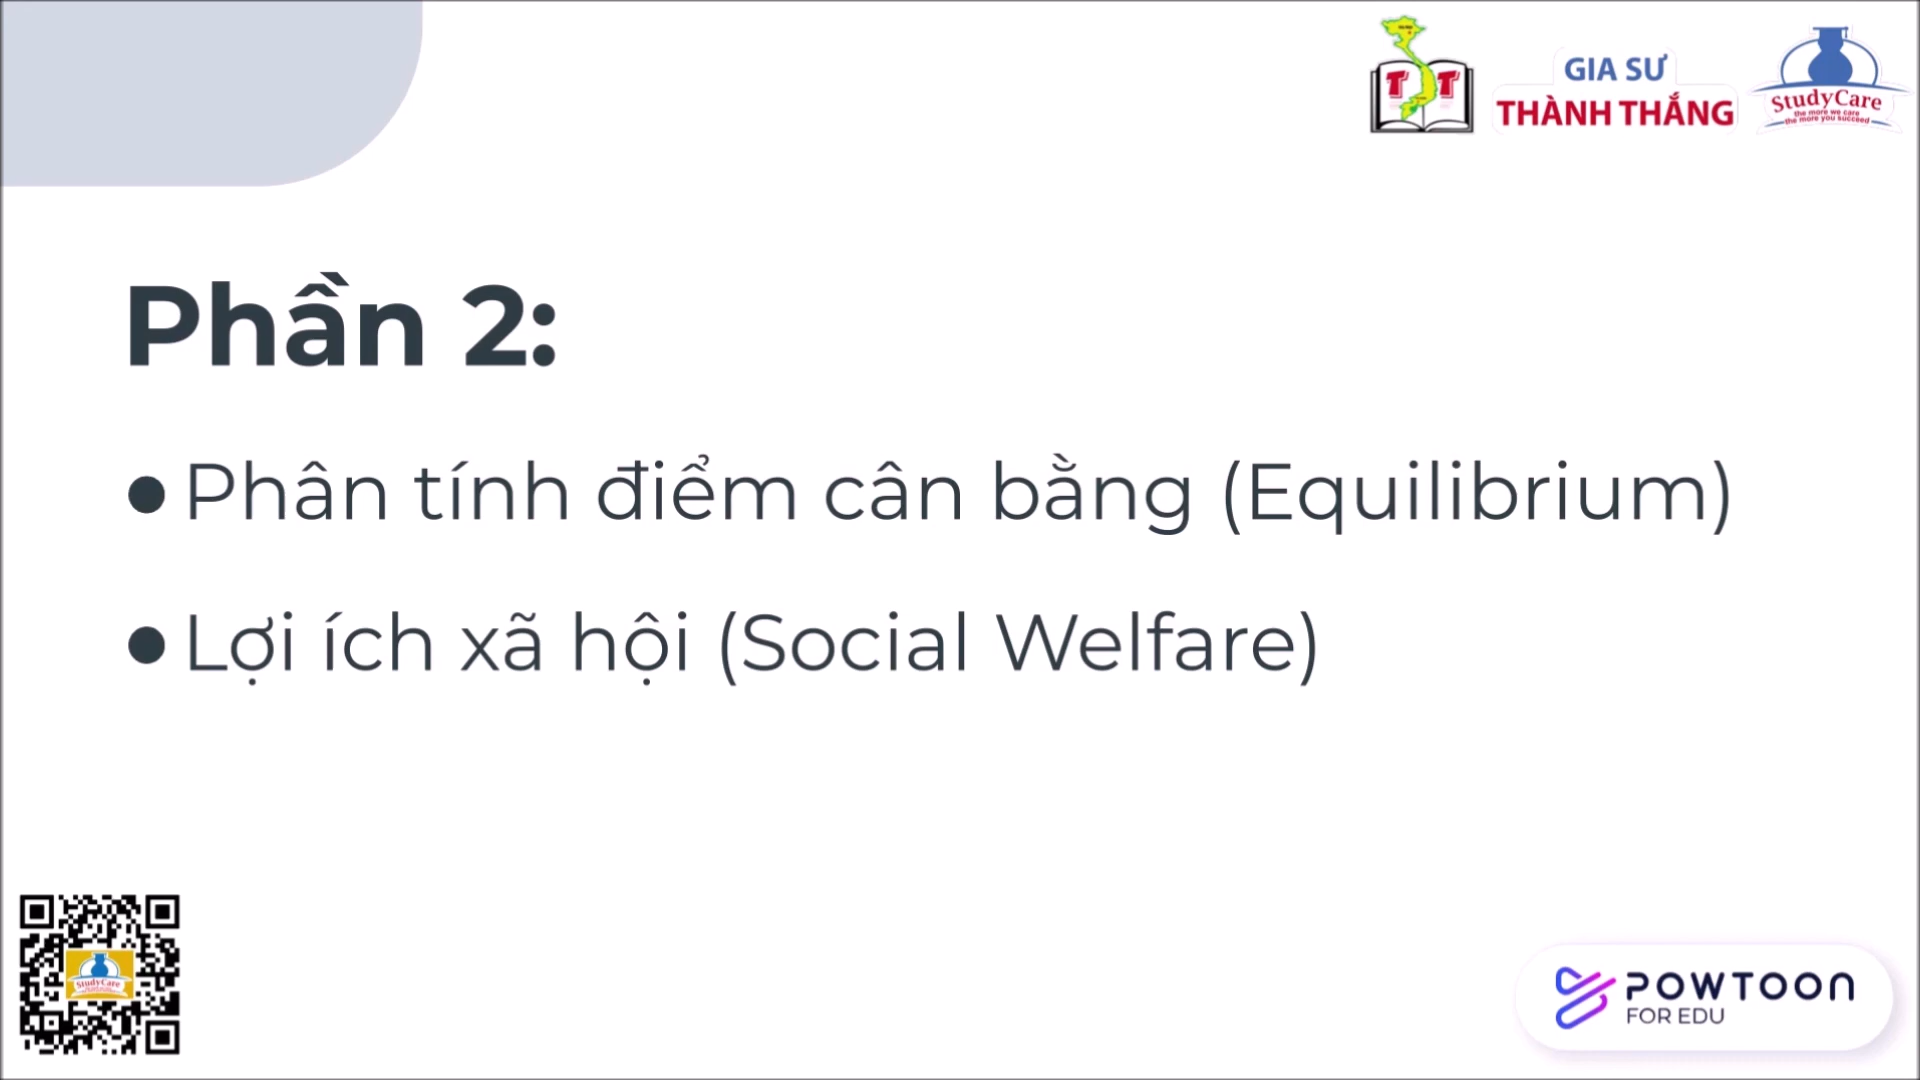 T T
GIA SƯ
THÀNH THẮNG
StudyCare
the more we care
the more you succeed
Phần 2:
Phân tính điểm cân bằng (Equilibrium)
Lợi ích xã hội (Social Welfare)
StudyCare
POWTOON
FOR EDU